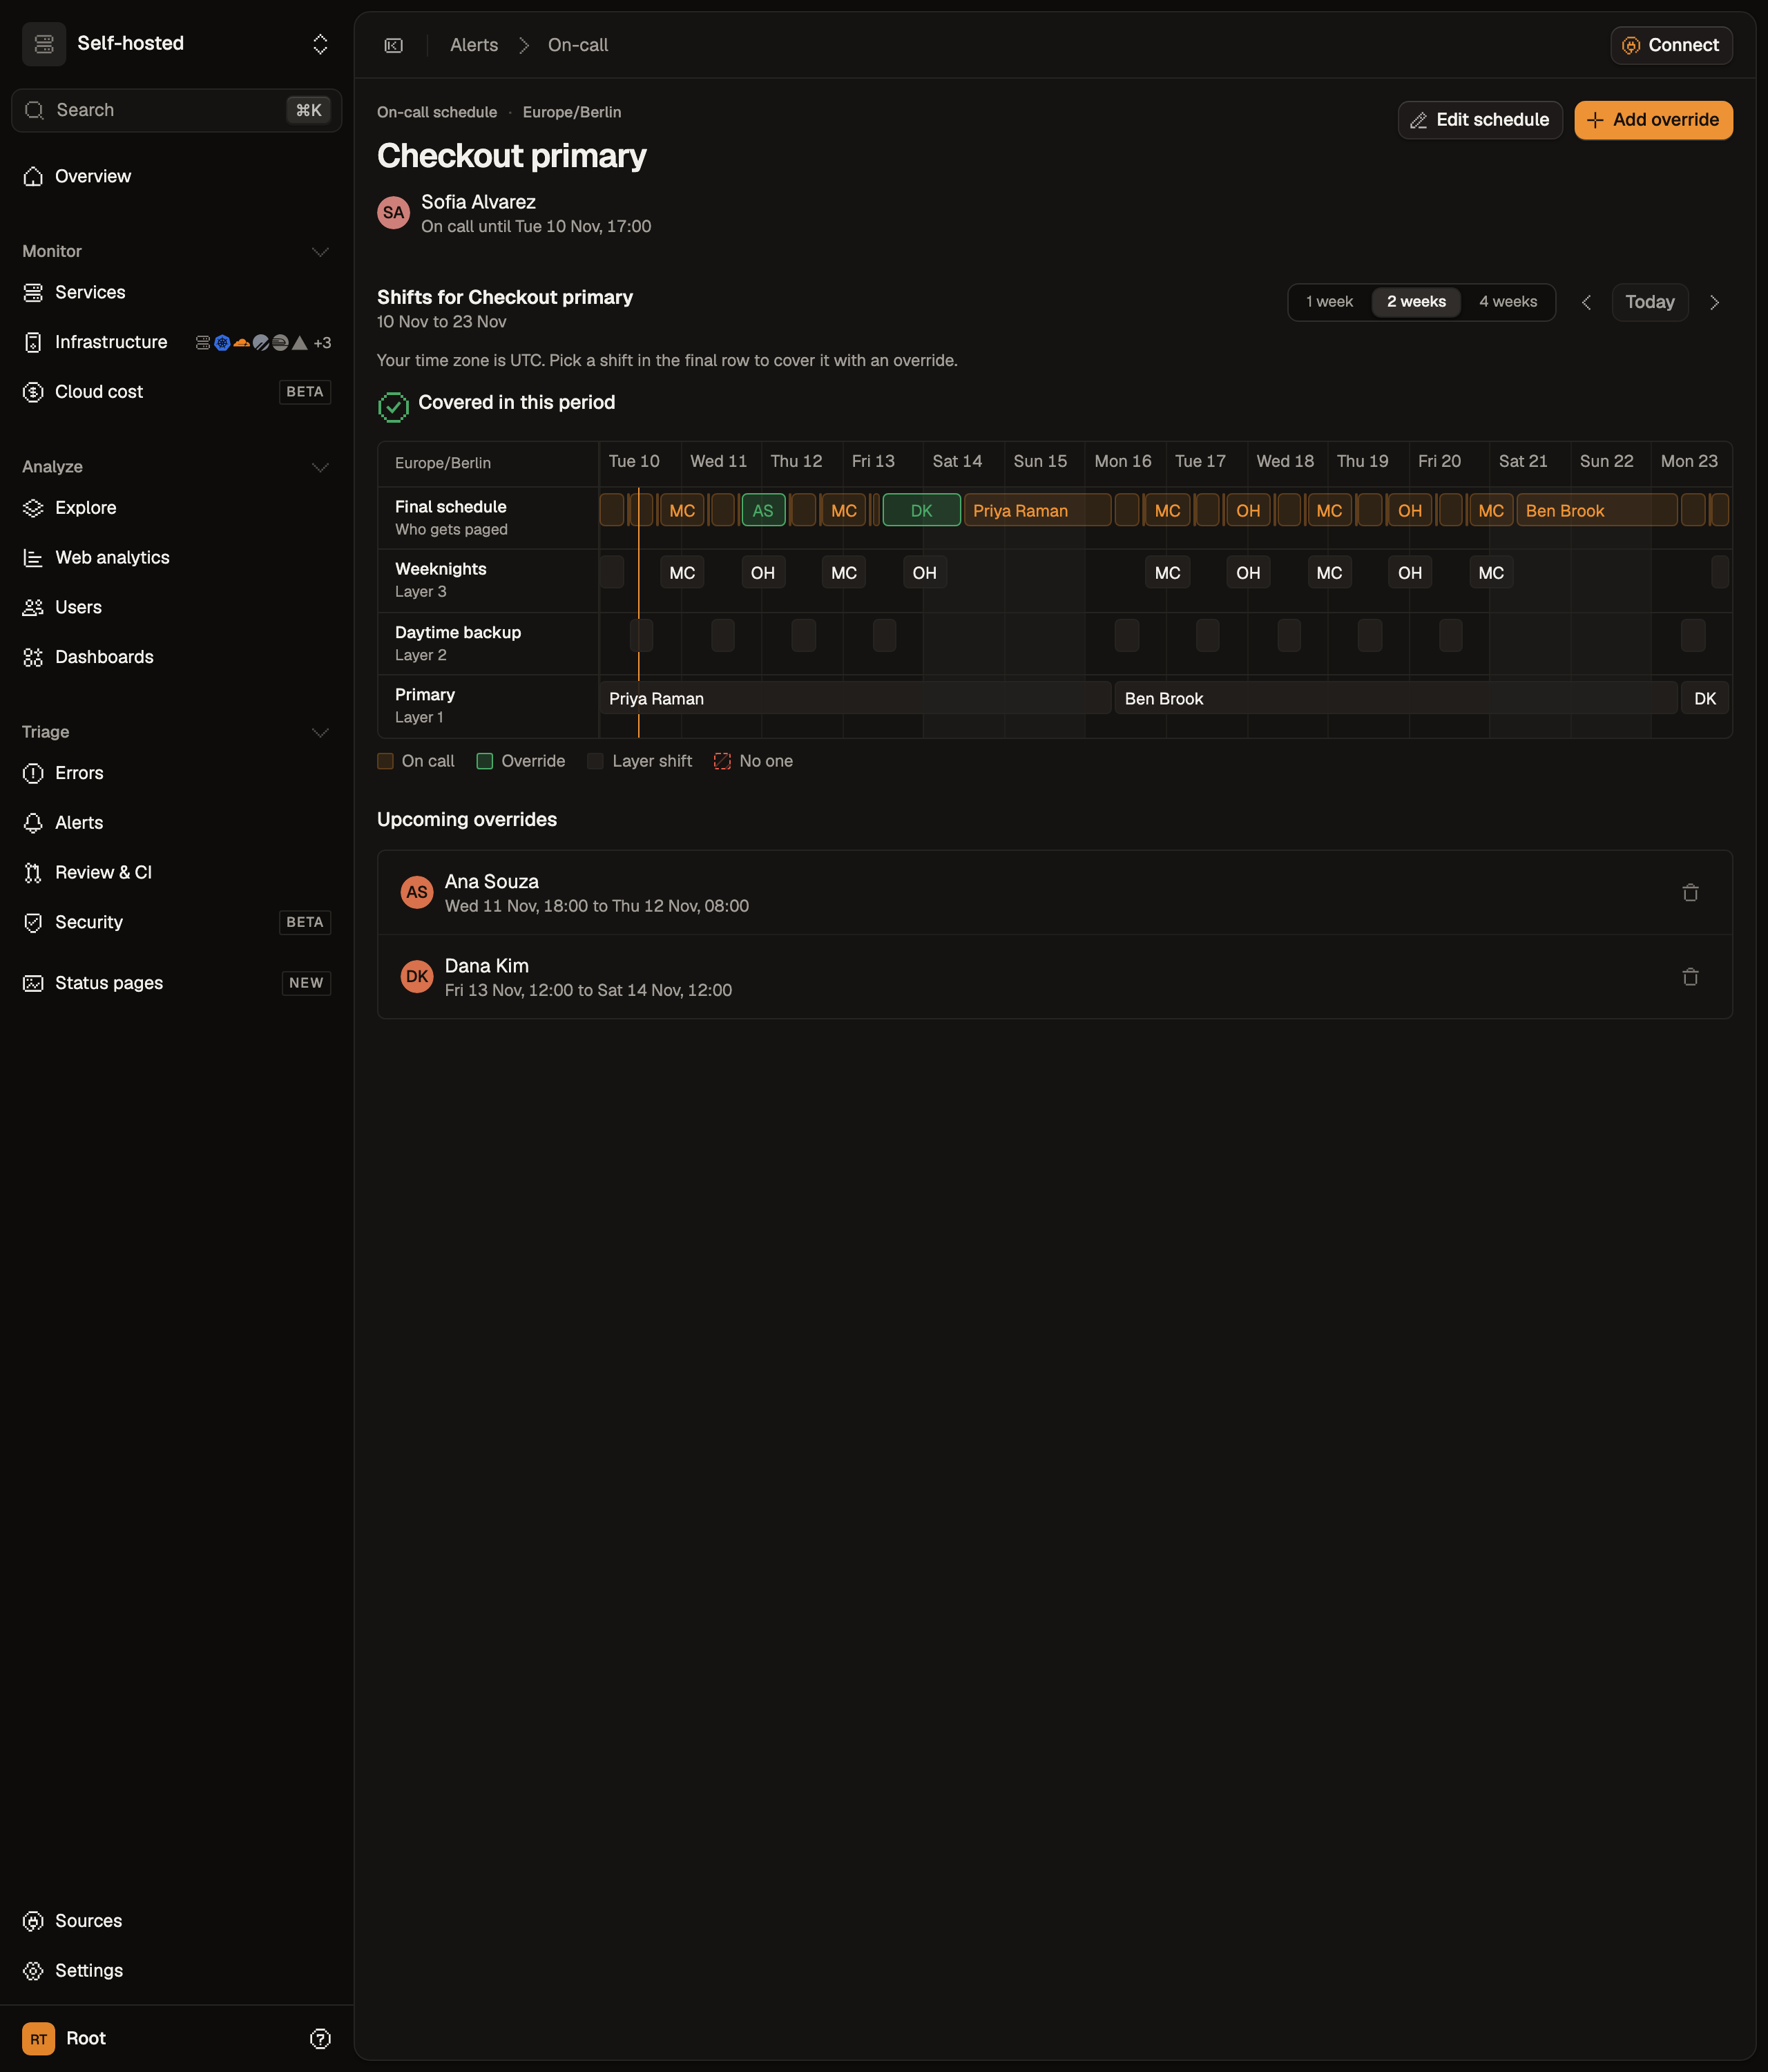 Self-hosted
Search ⌘K
Overview
Monitor
Services
Infrastructure +3
Cloud cost BETA
Analyze
Explore
Web analytics
Users
Dashboards
Triage
Errors
Alerts
Review & CI
Security BETA
Status pages NEW
Sources
Settings
RT Root
Alerts On-call
Connect
On-call schedule · Europe/Berlin
Edit schedule
Add override
Checkout primary
SA Sofia Alvarez
On call until Tue 10 Nov, 17:00
Shifts for Checkout primary
10 Nov to 23 Nov
1 week 2 weeks 4 weeks
Today
Your time zone is UTC. Pick a shift in the final row to cover it with an override.
Covered in this period
Europe/Berlin Tue 10 Wed 11 Thu 12 Fri 13 Sat 14 Sun 15 Mon 16 Tue 17 Wed 18 Thu 19 Fri 20 Sat 21 Sun 22 Mon 23
Final schedule
Who gets paged
MC AS MC DK Priya Raman MC OH MC OH MC Ben Brook
Weeknights
Layer 3
MC OH MC OH MC OH MC OH MC
Daytime backup
Layer 2
Primary
Layer 1
Priya Raman Ben Brook DK
On call Override Layer shift No one
Upcoming overrides
AS Ana Souza
Wed 11 Nov, 18:00 to Thu 12 Nov, 08:00
DK Dana Kim
Fri 13 Nov, 12:00 to Sat 14 Nov, 12:00